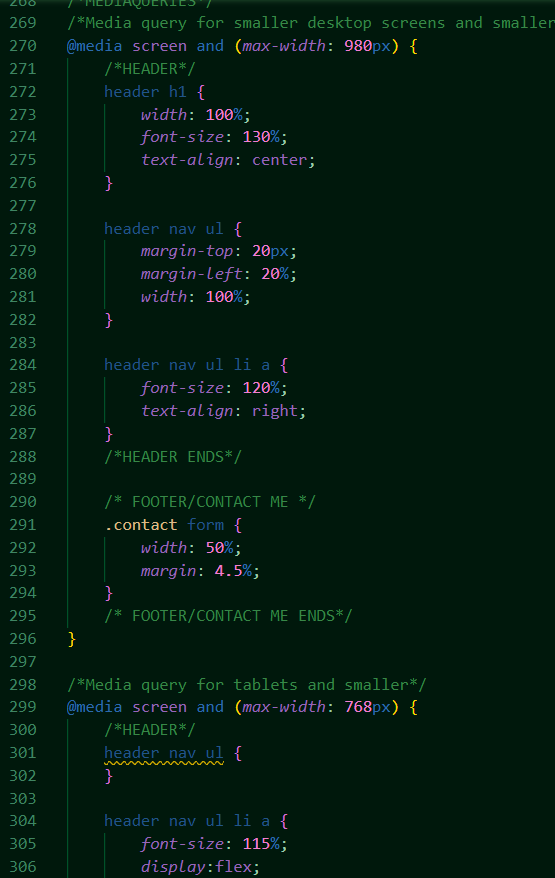 268 /*MEDIAQUERIES*/
269 /*Media query for smaller desktop screens and smaller
270 @media screen and (max-width: 980px) {
271 /*HEADER*/
272 header h1 {
273 width: 100%;
274 font-size: 130%;
275 text-align: center;
276 }
277
278 header nav ul {
279 margin-top: 20px;
280 margin-left: 20%;
281 width: 100%;
282 }
283
284 header nav ul li a {
285 font-size: 120%;
286 text-align: right;
287 }
288 /*HEADER ENDS*/
289
290 /* FOOTER/CONTACT ME */
291 .contact form {
292 width: 50%;
293 margin: 4.5%;
294 }
295 /* FOOTER/CONTACT ME ENDS*/
296 }
297
298 /*Media query for tablets and smaller*/
299 @media screen and (max-width: 768px) {
300 /*HEADER*/
301 header nav ul {
302 }
303
304 header nav ul li a {
305 font-size: 115%;
306 display:flex;